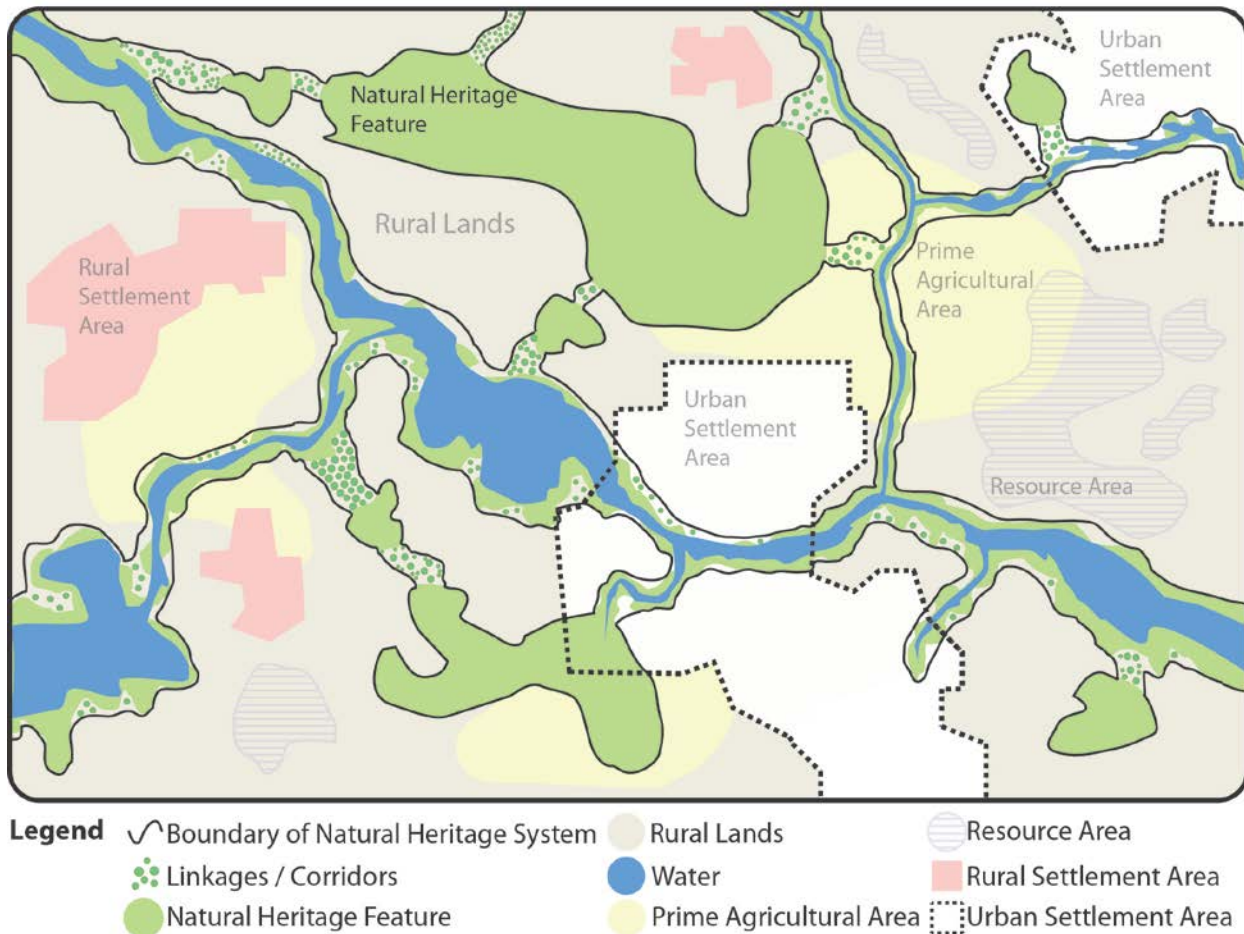 Urban
Settlement
Area
Natural Heritage
Feature
Rural Lands
Rural
Settlement
Area
Prime
Agricultural
Area
Urban
Settlement
Area
Resource Area
Legend
Boundary of Natural Heritage System
Rural Lands
Resource Area
Linkages / Corridors
Water
Rural Settlement Area
Natural Heritage Feature
Prime Agricultural Area
Urban Settlement Area